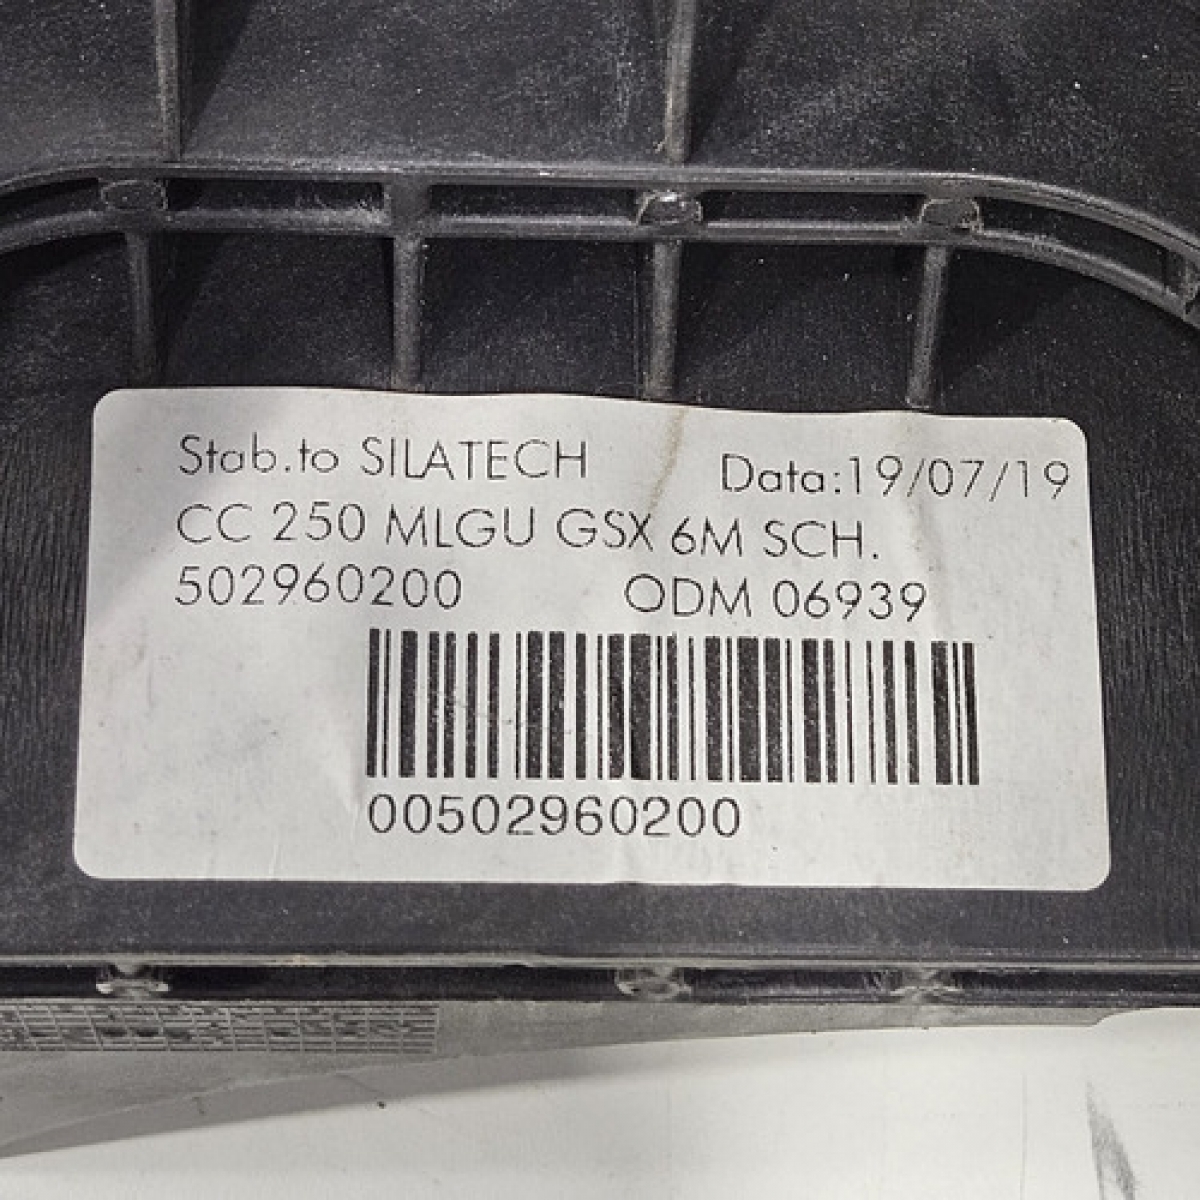 Stab.to SILATECH Data:19/07/19
CC 250 MLGU GSX 6M SCH.
502960200 ODM 06939
00502960200